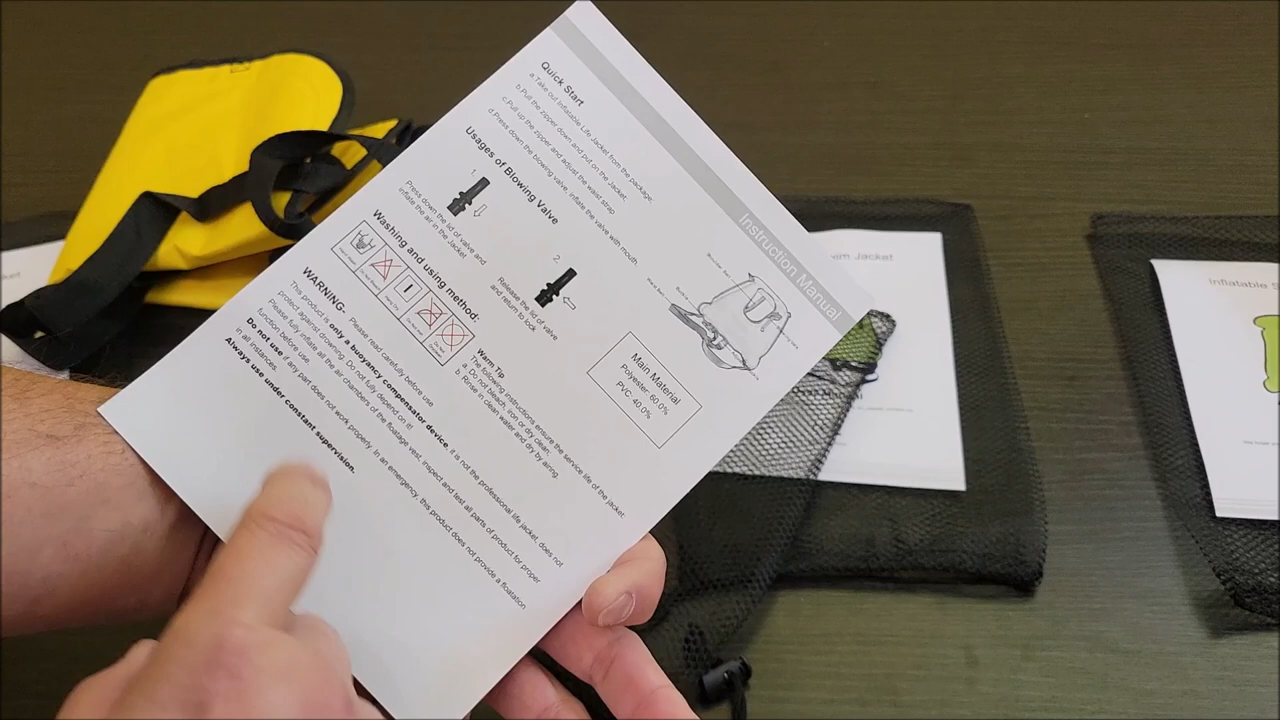 Instruction Manual
Quick Start
a.Take out Inflatable Life Jacket from the package.
b.Pull the zipper down and put on the Jacket.
c.Pull up the zipper and adjust the waist strap
d.Press down the blowing valve, inflate the valve with mouth.
Usages of Blowing Valve
1.
Press down the lid of valve and
inflate the air in the Jacket
2.
Release the lid of valve
and return to lock
Main Material
Polyester: 60.0%
PVC: 40.0%
Washing and using method:
Warm Tip
The following instructions ensure the service life of the jacket:
a. Do not bleach, iron or dry clean.
b. Rinse in clean water and dry by airing.
WARNING- Please read carefully before use
This product is only a buoyancy compensator device, it is not the professional life jacket, does not
protect against drowning. Do not fully depend on it!
Please fully inflate all the air chambers of the floatage vest, inspect and test all parts of product for proper
function before use.
Do not use if any part does not work properly. In an emergency, this product does not provide a floatation
in all instances.
Always use under constant supervision.
im Jacket
Inflatable S